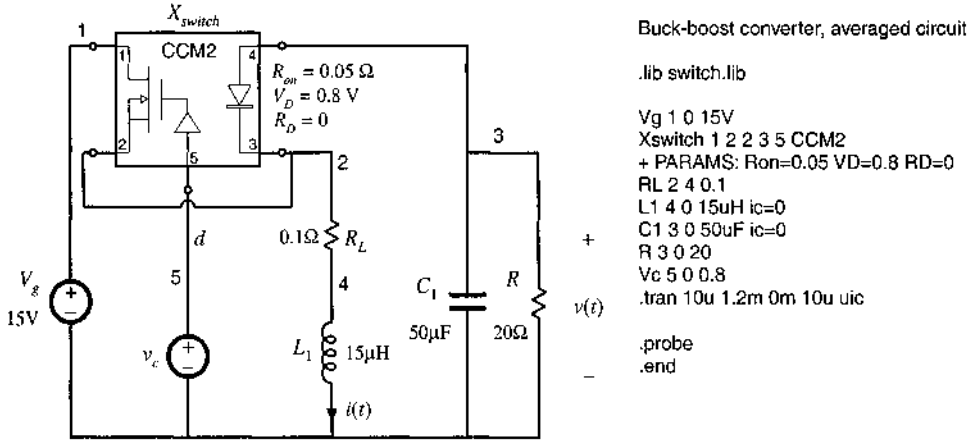 X_switch
CCM2
1
1
2
4
3
5
R_on = 0.05 Ω
V_D = 0.8 V
R_D = 0
2
3
0.1Ω
R_L
d
5
4
V_g
+
−
15V
v_c
+
−
L_1
15μH
i(t)
C_1
50μF
R
20Ω
+
v(t)
−
Buck-boost converter, averaged circuit
.lib switch.lib
Vg 1 0 15V
Xswitch 1 2 2 3 5 CCM2
+ PARAMS: Ron=0.05 VD=0.8 RD=0
RL 2 4 0.1
L1 4 0 15uH ic=0
C1 3 0 50uF ic=0
R 3 0 20
Vc 5 0 0.8
.tran 10u 1.2m 0m 10u uic
.probe
.end